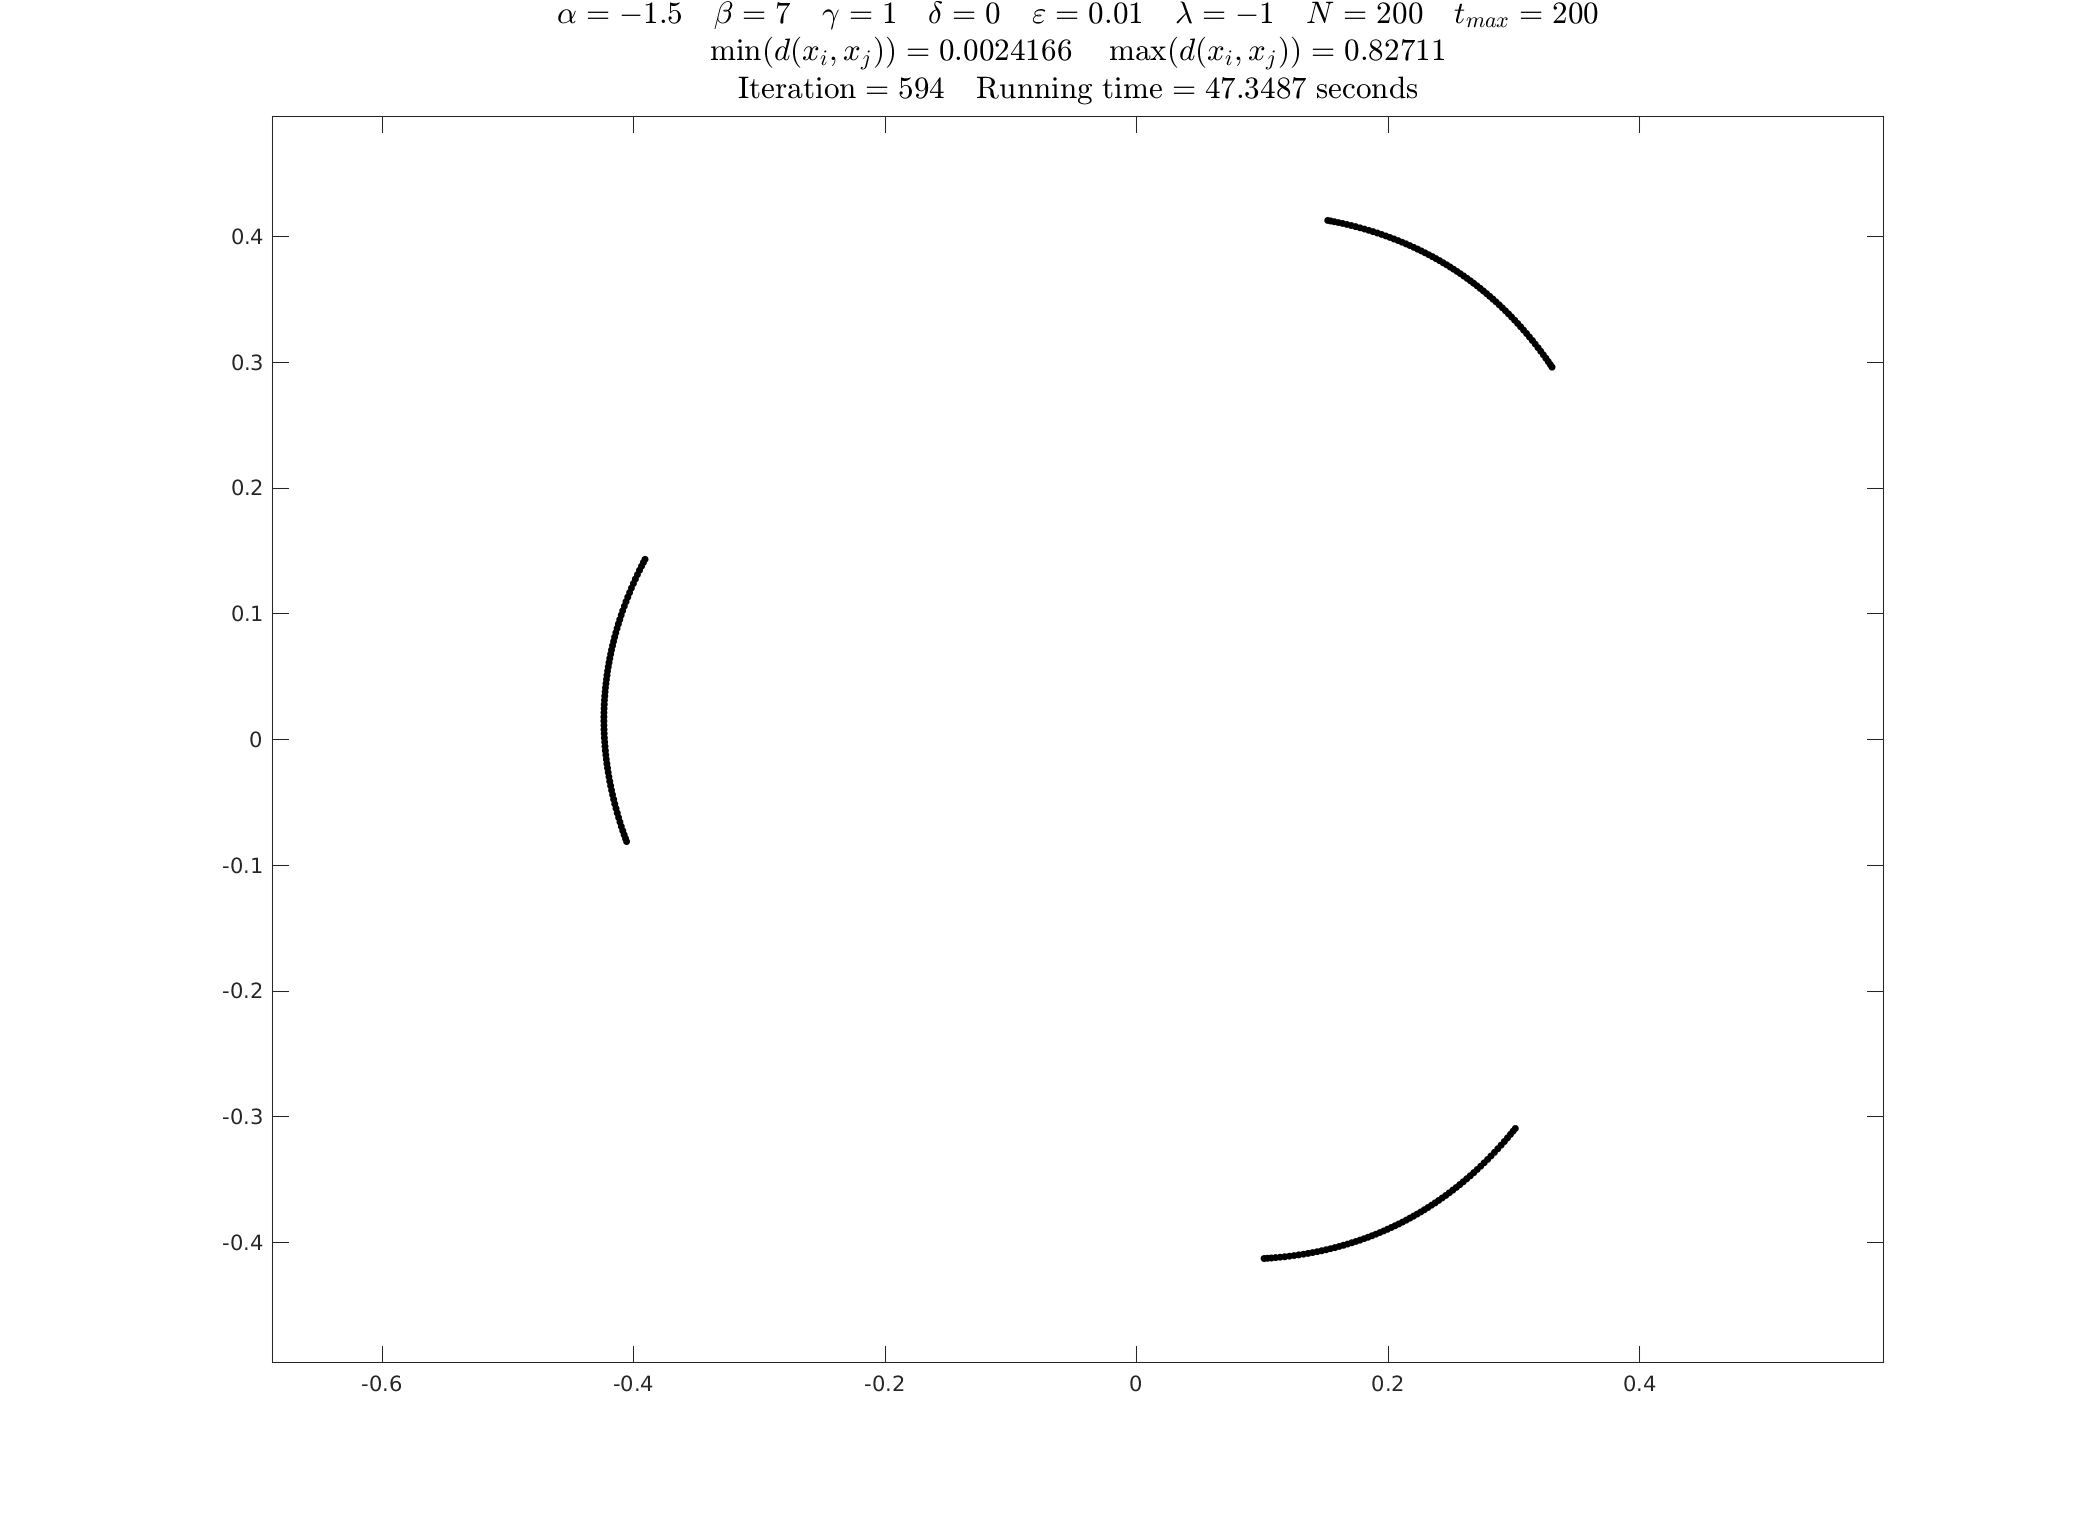 α = −1.5 β = 7 γ = 1 δ = 0 ε = 0.01 λ = −1 N = 200 t_max = 200
min(d(x_i, x_j)) = 0.0024166 max(d(x_i, x_j)) = 0.82711
Iteration = 594 Running time = 47.3487 seconds
0.4
0.3
0.2
0.1
0
-0.1
-0.2
-0.3
-0.4
-0.6 -0.4 -0.2 0 0.2 0.4